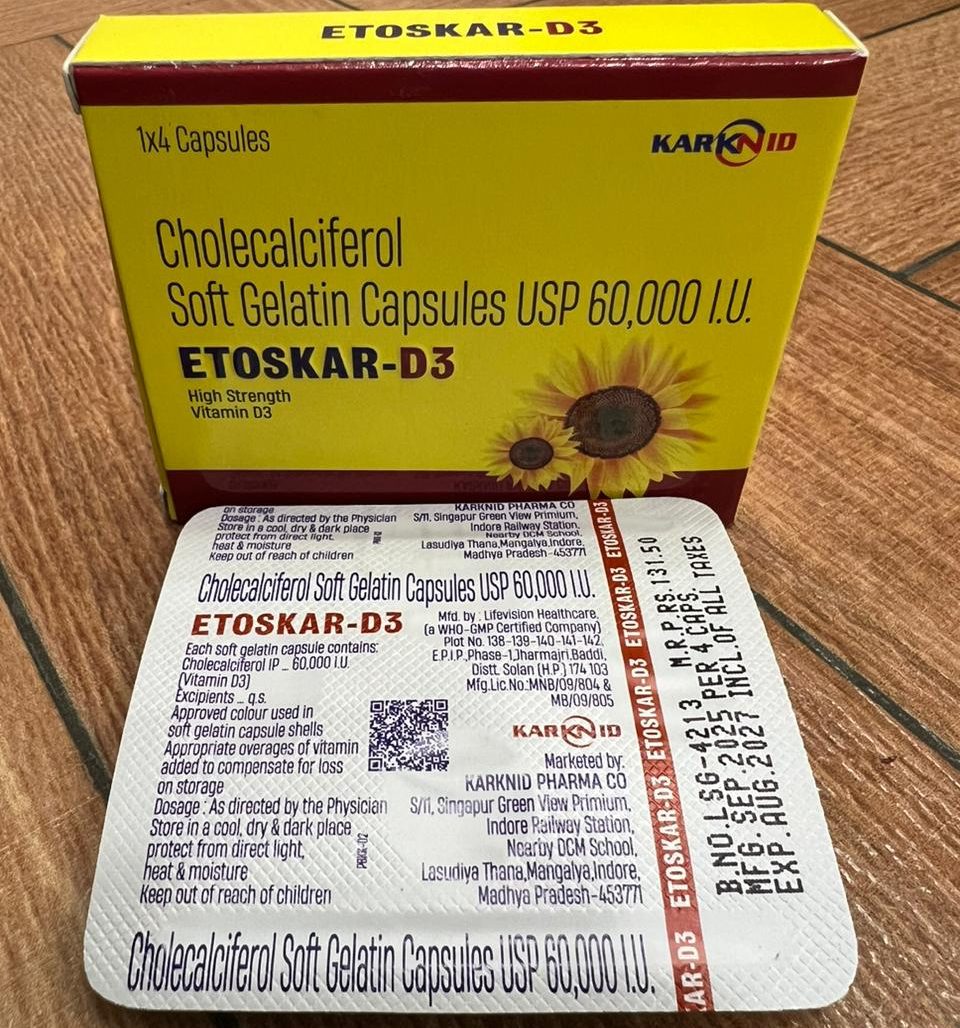 ETOSKAR-D3
1x4 Capsules
KARKNID
Cholecalciferol
Soft Gelatin Capsules USP 60,000 I.U.
ETOSKAR-D3
High Strength
Vitamin D3
on storage
Dosage : As directed by the Physician
Store in a cool, dry & dark place
protect from direct light,
heat & moisture
Keep out of reach of children
KARKNID PHARMA CO
S/11, Singapur Green View Primium,
Indore Railway Station,
Nearby DCM School,
Lasudiya Thana,Mangalya,Indore,
Madhya Pradesh-453771
Cholecalciferol Soft Gelatin Capsules USP 60,000 I.U.
ETOSKAR-D3
Each soft gelatin capsule contains:
Cholecalciferol IP _ 60,000 I.U.
(Vitamin D3)
Excipients _ q.s.
Approved colour used in
soft gelatin capsule shells
Appropriate overages of vitamin
added to compensate for loss
on storage
Dosage : As directed by the Physician
Store in a cool, dry & dark place
protect from direct light,
heat & moisture
Keep out of reach of children
Mfd. by : Lifevision Healthcare,
(a WHO-GMP Certified Company)
Plot No. 138-139-140-141-142,
E.P.I.P.,Phase-1,Jharmajri,Baddi,
Distt. Solan (H.P.) 174 103
Mfg.Lic.No.:MNB/09/804 &
MB/09/805
KARKNID
Marketed by:
KARKNID PHARMA CO
S/11, Singapur Green View Primium,
Indore Railway Station,
Nearby DCM School,
Lasudiya Thana,Mangalya,Indore,
Madhya Pradesh-453771
Cholecalciferol Soft Gelatin Capsules USP 60,000 I.U.
AR-D3 ETOSKAR-D3 ETOSKAR-D3 ETOSKAR-D3 ETOSKAR-D3 ETOSKAR-D3 ETOSKAR-D3
B.NO.LSG-4213 M.R.P.RS.131.50
MFG.SEP.2025 PER 4 CAPS.
EXP.AUG.2027 INCL.OF ALL TAXES